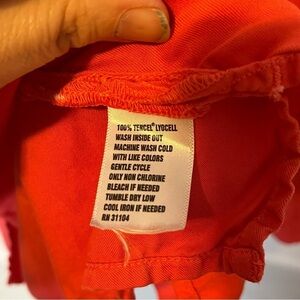 100% TENCEL® LYOCELL
WASH INSIDE OUT
MACHINE WASH COLD
WITH LIKE COLORS
GENTLE CYCLE
ONLY NON CHLORINE
BLEACH IF NEEDED
TUMBLE DRY LOW
COOL IRON IF NEEDED
RN 31104